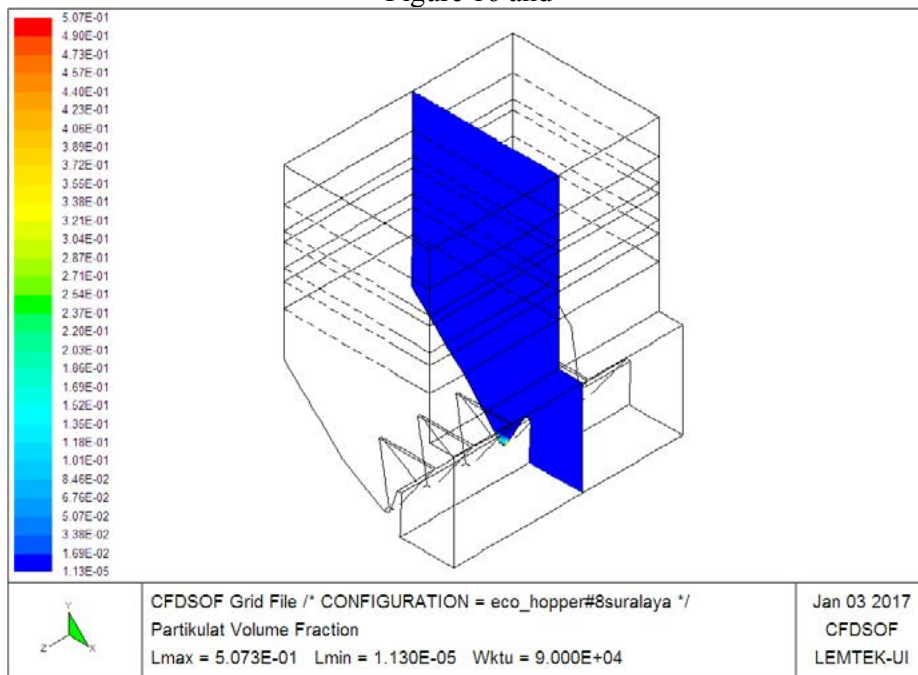 Figure 10 and
5.07E-01
4.90E-01
4.73E-01
4.57E-01
4.40E-01
4.23E-01
4.06E-01
3.89E-01
3.72E-01
3.55E-01
3.38E-01
3.21E-01
3.04E-01
2.87E-01
2.71E-01
2.54E-01
2.37E-01
2.20E-01
2.03E-01
1.86E-01
1.69E-01
1.52E-01
1.35E-01
1.18E-01
1.01E-01
8.46E-02
6.76E-02
5.07E-02
3.38E-02
1.69E-02
1.13E-05
Y
Z
X
CFDSOF Grid File /* CONFIGURATION = eco_hopper#8suralaya */
Partikulat Volume Fraction
Lmax = 5.073E-01 Lmin = 1.130E-05 Wktu = 9.000E+04
Jan 03 2017
CFDSOF
LEMTEK-UI